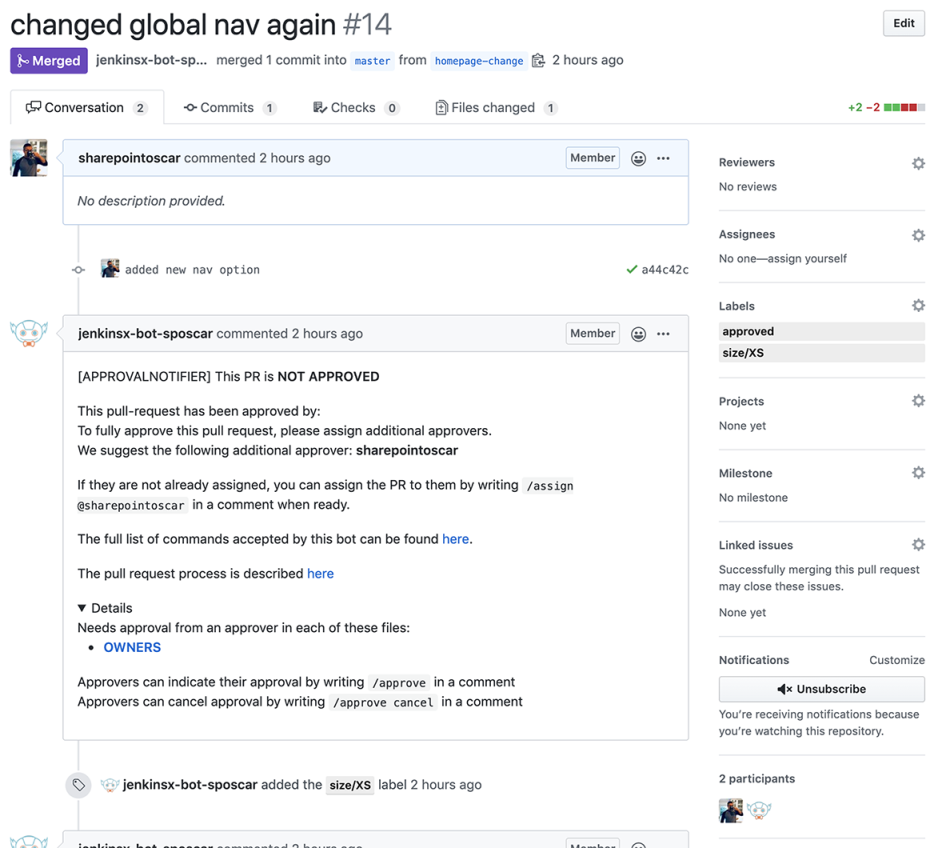 changed global nav again #14
Edit
Merged jenkinsx-bot-sp... merged 1 commit into master from homepage-change 2 hours ago
Conversation 2 Commits 1 Checks 0 Files changed 1 +2 −2
sharepointoscar commented 2 hours ago Member
No description provided.
added new nav option a44c42c
jenkinsx-bot-sposcar commented 2 hours ago Member
[APPROVALNOTIFIER] This PR is NOT APPROVED
This pull-request has been approved by:
To fully approve this pull request, please assign additional approvers.
We suggest the following additional approver: sharepointoscar
If they are not already assigned, you can assign the PR to them by writing /assign
@sharepointoscar in a comment when ready.
The full list of commands accepted by this bot can be found here.
The pull request process is described here
▼ Details
Needs approval from an approver in each of these files:
• OWNERS
Approvers can indicate their approval by writing /approve in a comment
Approvers can cancel approval by writing /approve cancel in a comment
jenkinsx-bot-sposcar added the size/XS label 2 hours ago
jenkinsx-bot-sposcar commented 2 hours ago Member
Reviewers
No reviews
Assignees
No one—assign yourself
Labels
approved
size/XS
Projects
None yet
Milestone
No milestone
Linked issues
Successfully merging this pull request
may close these issues.
None yet
Notifications Customize
Unsubscribe
You're receiving notifications because
you're watching this repository.
2 participants